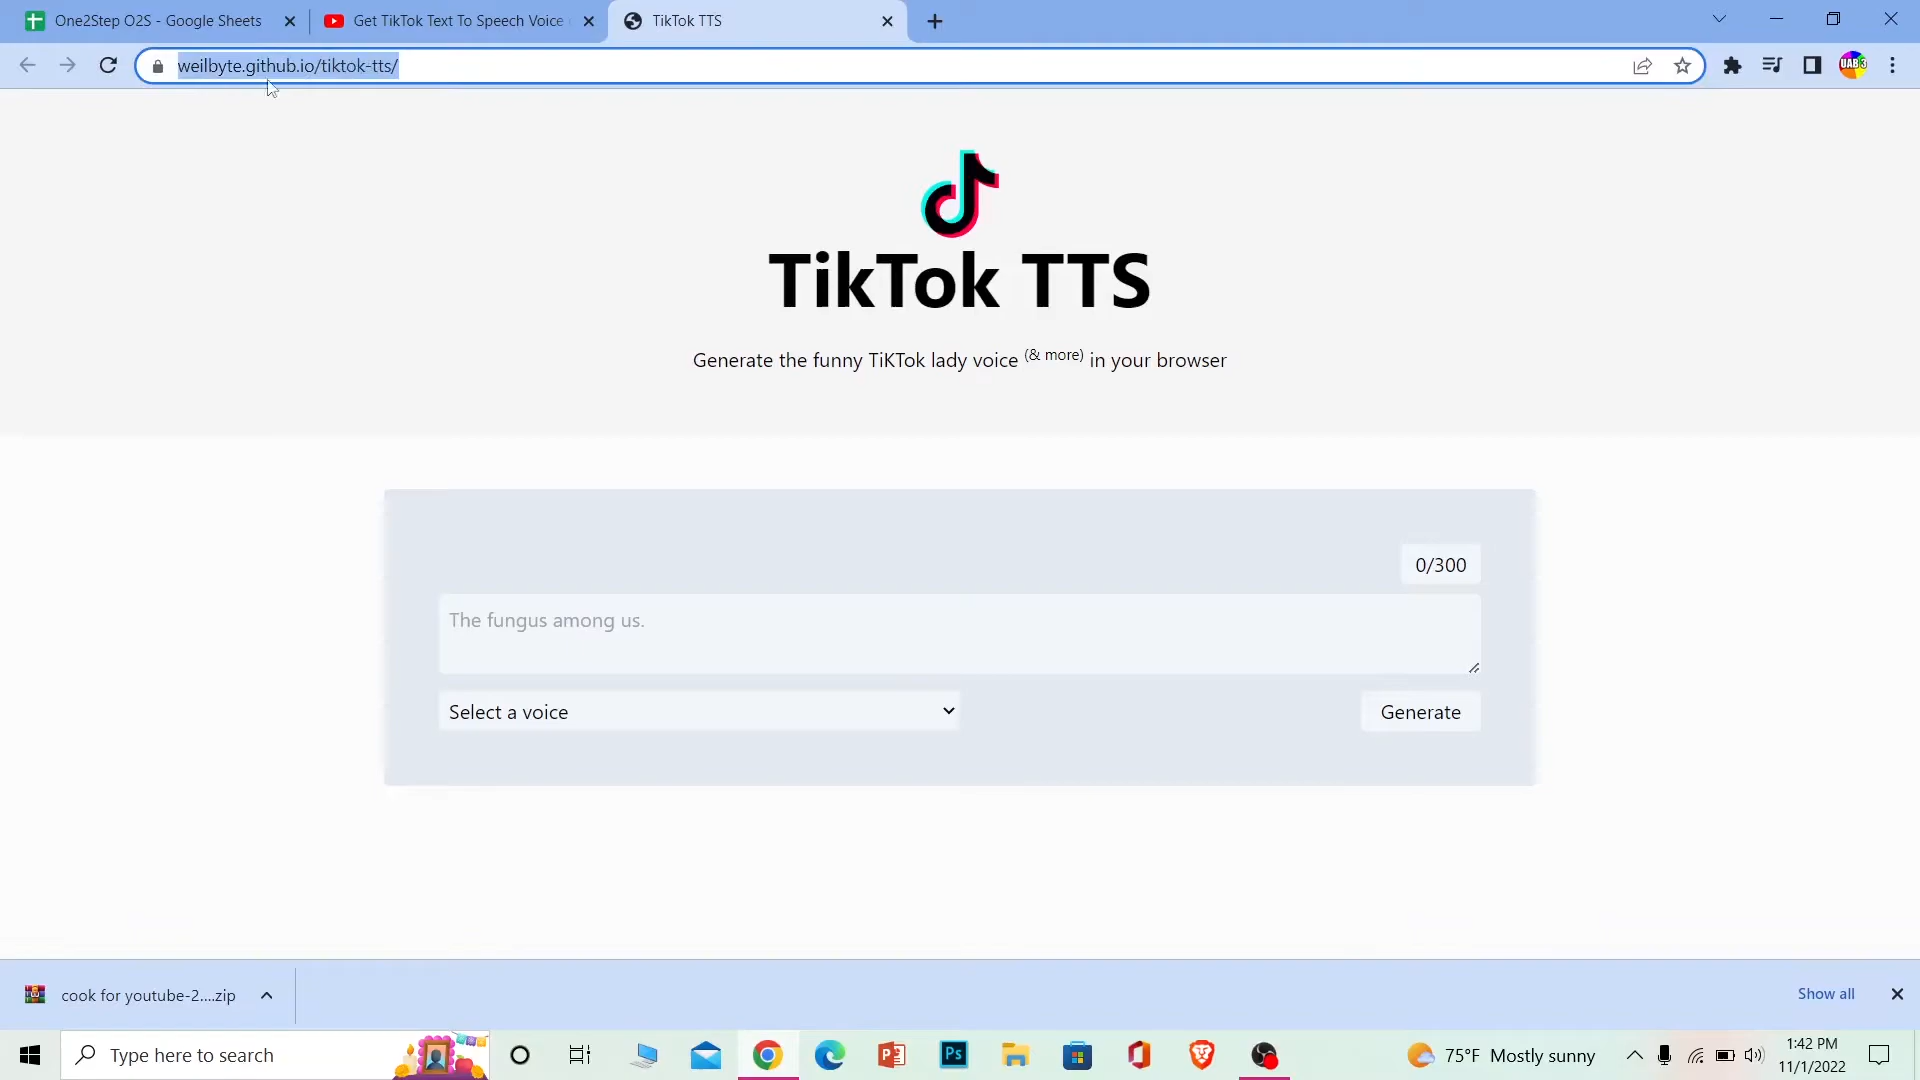 One2Step O2S - Google Sheets
Get TikTok Text To Speech Voice
TikTok TTS
weilbyte.github.io/tiktok-tts/
UAB 3
TikTok TTS
Generate the funny TiKTok lady voice (& more) in your browser
0/300
The fungus among us.
Select a voice
Generate
cook for youtube-2....zip
Show all
Type here to search
Ps
75°F Mostly sunny
1:42 PM
11/1/2022